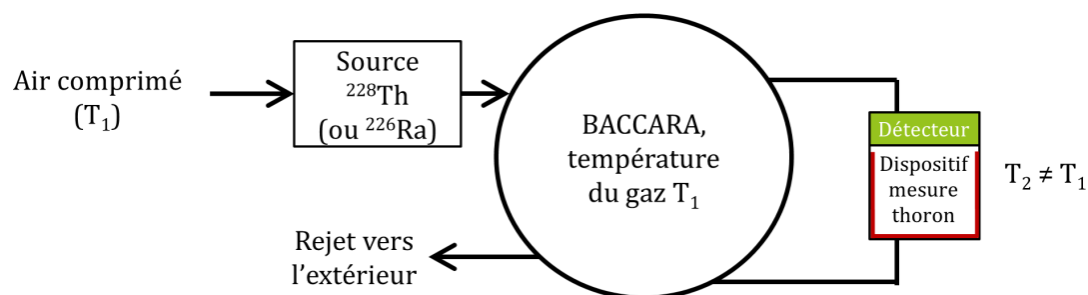 Air comprimé
(T₁)
Source
²²⁸Th
(ou ²²⁶Ra)
BACCARA,
température
du gaz T₁
Détecteur
Dispositif
mesure
thoron
T₂ ≠ T₁
Rejet vers
l’extérieur